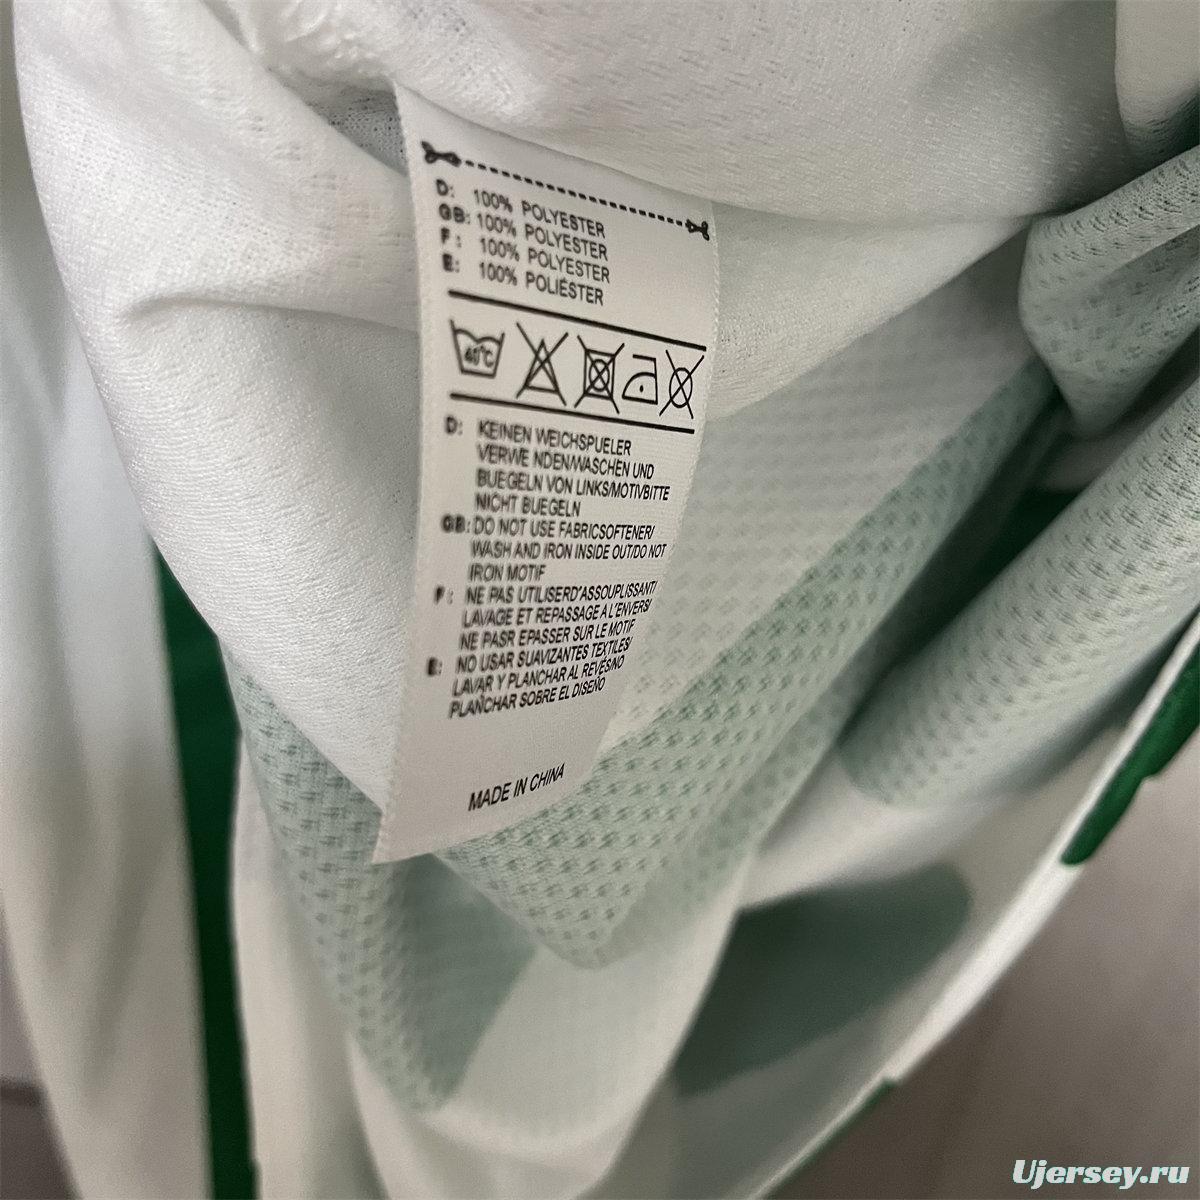 D: 100% POLYESTER
GB: 100% POLYESTER
F: 100% POLYESTER
E: 100% POLIÉSTER
40°C
D: KEINEN WEICHSPUELER
VERWE NDEN/WASCHEN UND
BUEGELN VON LINKS/MOTIVBITTE
NICHT BUEGELN
GB: DO NOT USE FABRICSOFTENER/
WASH AND IRON INSIDE OUT/DO NOT
IRON MOTIF
F: NE PAS UTILISERD'ASSOUPLISSANT/
LAVAGE ET REPASSAGE A L'ENVERS/
NE PASR EPASSER SUR LE MOTIF
E: NO USAR SUAVIZANTES TEXTILES/
LAVAR Y PLANCHAR AL REVÉS/NO
PLANCHAR SOBRE EL DISEÑO
MADE IN CHINA
Ujersey.ru